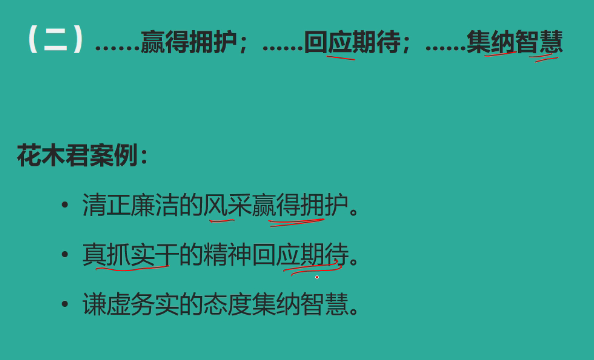 （二）......赢得拥护；......回应期待；......集纳智慧
花木君案例：
• 清正廉洁的风采赢得拥护。
• 真抓实干的精神回应期待。
• 谦虚务实的态度集纳智慧。